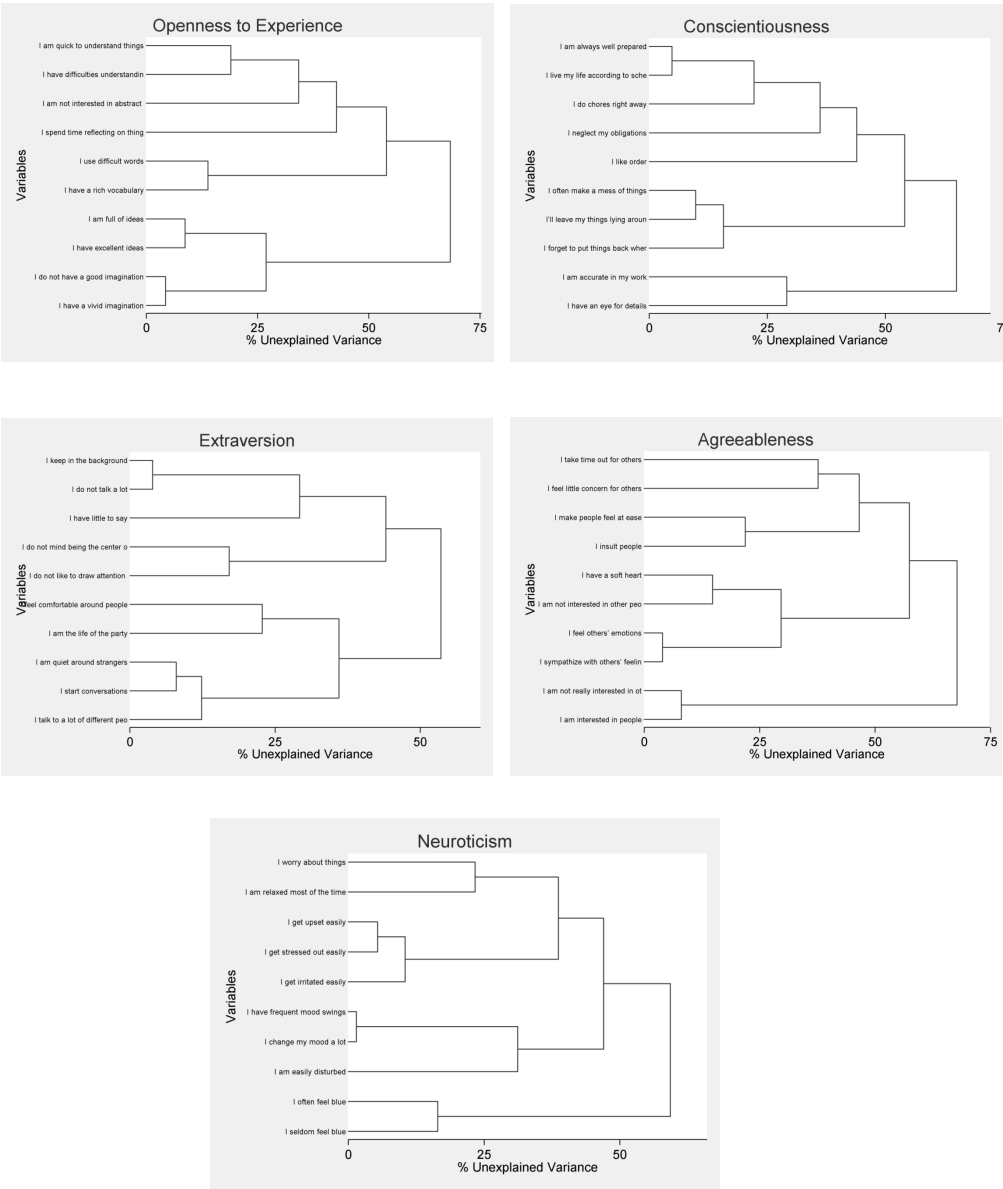 Openness to Experience
I am quick to understand things
I have difficulties understandin
I am not interested in abstract
I spend time reflecting on thing
I use difficult words
I have a rich vocabulary
I am full of ideas
I have excellent ideas
I do not have a good imagination
I have a vivid imagination
Variables
0 25 50 75
% Unexplained Variance
Conscientiousness
I am always well prepared
I live my life according to sche
I do chores right away
I neglect my obligations
I like order
I often make a mess of things
I'll leave my things lying aroun
I forget to put things back wher
I am accurate in my work
I have an eye for details
Variables
0 25 50 7
% Unexplained Variance
Extraversion
I keep in the background
I do not talk a lot
I have little to say
I do not mind being the center o
I do not like to draw attention
feel comfortable around people
I am the life of the party
I am quiet around strangers
I start conversations
I talk to a lot of different peo
Variables
0 25 50
% Unexplained Variance
Agreeableness
I take time out for others
I feel little concern for others
I make people feel at ease
I insult people
I have a soft heart
I am not interested in other peo
I feel others' emotions
I sympathize with others' feelin
I am not really interested in ot
I am interested in people
Variables
0 25 50 75
% Unexplained Variance
Neuroticism
I worry about things
I am relaxed most of the time
I get upset easily
I get stressed out easily
I get irritated easily
I have frequent mood swings
I change my mood a lot
I am easily disturbed
I often feel blue
I seldom feel blue
Variables
0 25 50
% Unexplained Variance